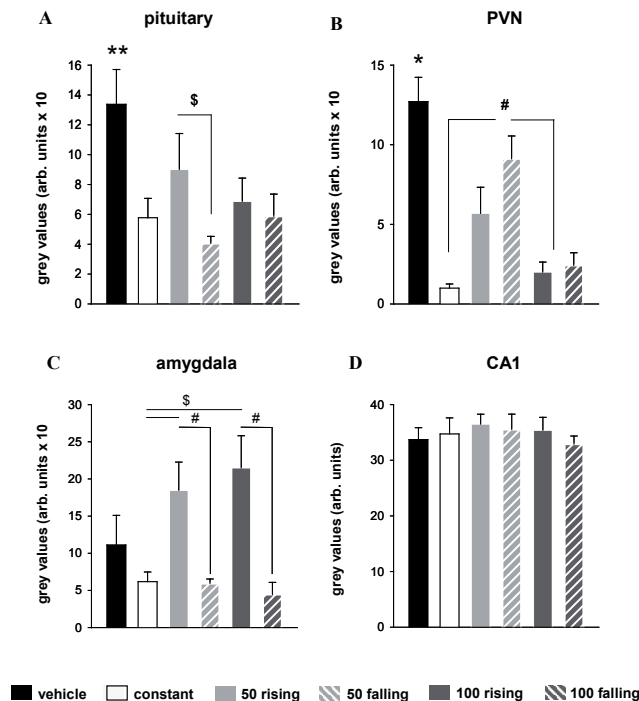 A
pituitary
**
$
grey values (arb. units x 10
16
14
12
10
8
6
4
2
0
B
PVN
*
#
grey values (arb. units x 10
15
10
5
0
C
amygdala
$
#
#
grey values (arb. units x 10
30
25
20
15
10
5
0
D
CA1
grey values (arb. units)
40
30
20
10
0
vehicle constant 50 rising 50 falling 100 rising 100 falling